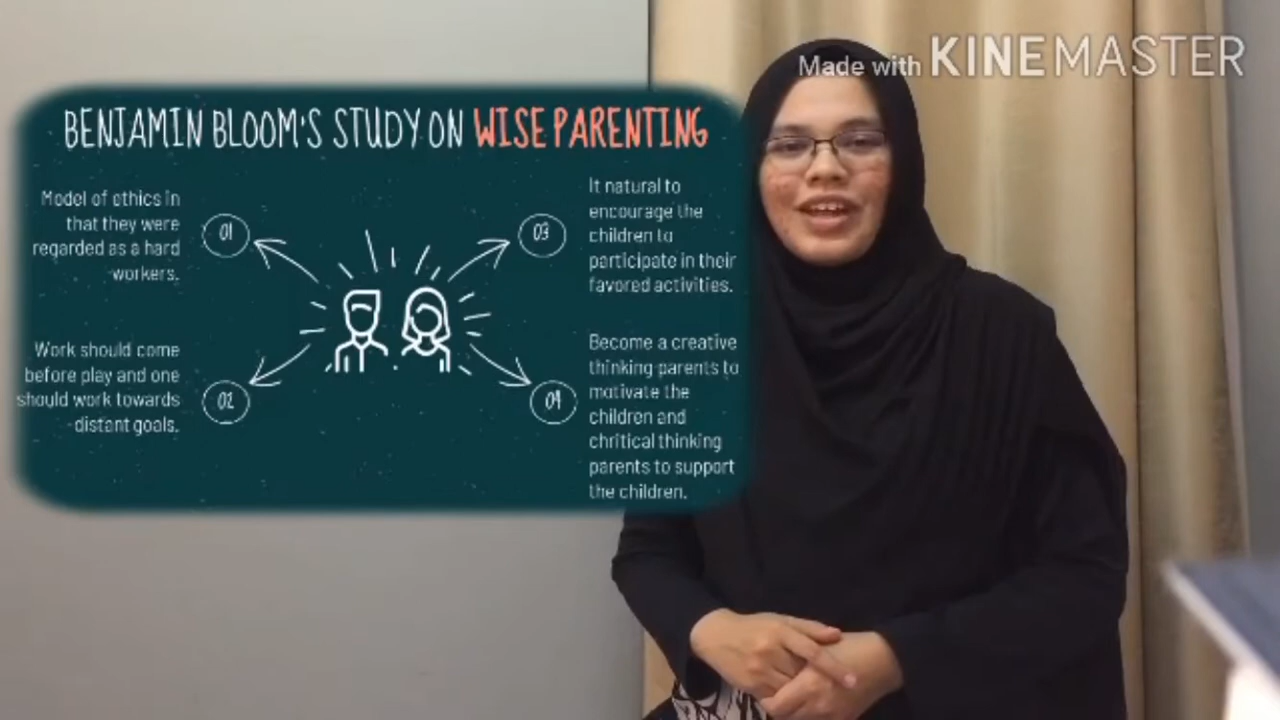 Made with KINEMASTER
BENJAMIN BLOOM'S STUDY ON WISE PARENTING
Model of ethics in
that they were
regarded as a hard
workers.
01
Work should come
before play and one
should work towards
distant goals.
02
03
It natural to
encourage the
children to
participate in their
favored activities.
04
Become a creative
thinking parents to
motivate the
children and
chritical thinking
parents to support
the children.